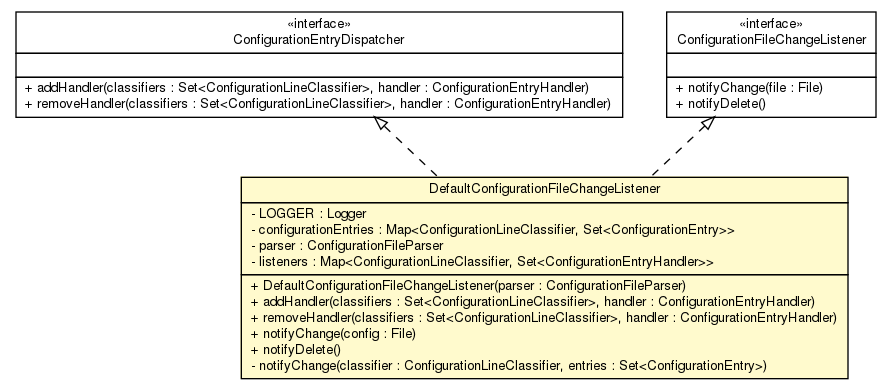 «interface»
ConfigurationEntryDispatcher
+ addHandler(classifiers : Set<ConfigurationLineClassifier>, handler : ConfigurationEntryHandler)
+ removeHandler(classifiers : Set<ConfigurationLineClassifier>, handler : ConfigurationEntryHandler)
«interface»
ConfigurationFileChangeListener
+ notifyChange(file : File)
+ notifyDelete()
DefaultConfigurationFileChangeListener
- LOGGER : Logger
- configurationEntries : Map<ConfigurationLineClassifier, Set<ConfigurationEntry>>
- parser : ConfigurationFileParser
- listeners : Map<ConfigurationLineClassifier, Set<ConfigurationEntryHandler>>
+ DefaultConfigurationFileChangeListener(parser : ConfigurationFileParser)
+ addHandler(classifiers : Set<ConfigurationLineClassifier>, handler : ConfigurationEntryHandler)
+ removeHandler(classifiers : Set<ConfigurationLineClassifier>, handler : ConfigurationEntryHandler)
+ notifyChange(config : File)
+ notifyDelete()
- notifyChange(classifier : ConfigurationLineClassifier, entries : Set<ConfigurationEntry>)